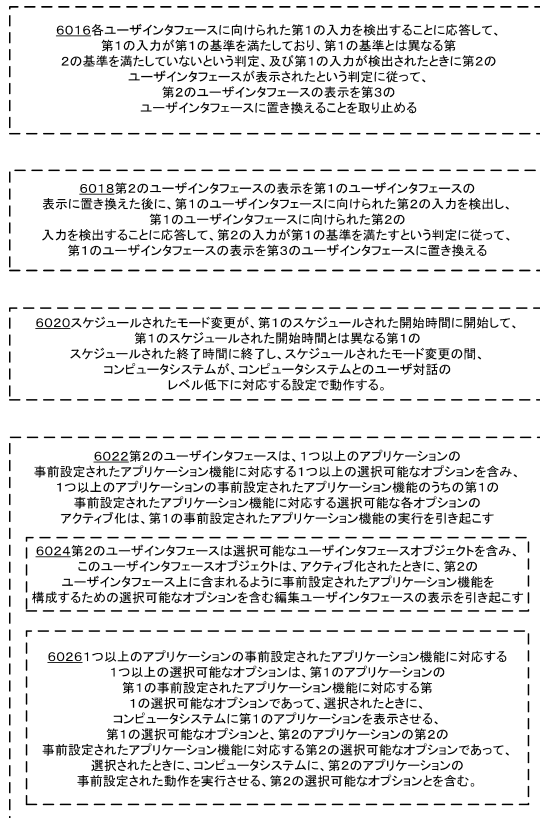 6016各ユーザインタフェースに向けられた第1の入力を検出することに応答して、
第1の入力が第1の基準を満たしており、第1の基準とは異なる第
2の基準を満たしていないという判定、及び第1の入力が検出されたときに第2の
ユーザインタフェースが表示されたという判定に従って、
第2のユーザインタフェースの表示を第3の
ユーザインタフェースに置き換えることを取り止める
6018第2のユーザインタフェースの表示を第1のユーザインタフェースの
表示に置き換えた後に、第1のユーザインタフェースに向けられた第2の入力を検出し、
第1のユーザインタフェースに向けられた第2の
入力を検出することに応答して、第2の入力が第1の基準を満たすという判定に従って、
第1のユーザインタフェースの表示を第3のユーザインタフェースに置き換える
6020スケジュールされたモード変更が、第1のスケジュールされた開始時間に開始して、
第1のスケジュールされた開始時間とは異なる第1の
スケジュールされた終了時間に終了し、スケジュールされたモード変更の間、
コンピュータシステムが、コンピュータシステムとのユーザ対話の
レベル低下に対応する設定で動作する。
6022第2のユーザインタフェースは、1つ以上のアプリケーションの
事前設定されたアプリケーション機能に対応する1つ以上の選択可能なオプションを含み、
1つ以上のアプリケーションの事前設定されたアプリケーション機能のうちの第1の
事前設定されたアプリケーション機能に対応する選択可能な各オプションの
アクティブ化は、第1の事前設定されたアプリケーション機能の実行を引き起こす
6024第2のユーザインタフェースは選択可能なユーザインタフェースオブジェクトを含み、
このユーザインタフェースオブジェクトは、アクティブ化されたときに、第2の
ユーザインタフェース上に含まれるように事前設定されたアプリケーション機能を
構成するための選択可能なオプションを含む編集ユーザインタフェースの表示を引き起こす
60261つ以上のアプリケーションの事前設定されたアプリケーション機能に対応する
1つ以上の選択可能なオプションは、第1のアプリケーションの
第1の事前設定されたアプリケーション機能に対応する第
1の選択可能なオプションであって、選択されたときに、
コンピュータシステムに第1のアプリケーションを表示させる、
第1の選択可能なオプションと、第2のアプリケーションの第2の
事前設定されたアプリケーション機能に対応する第2の選択可能なオプションであって、
選択されたときに、コンピュータシステムに、第2のアプリケーションの
事前設定された動作を実行させる、第2の選択可能なオプションとを含む。